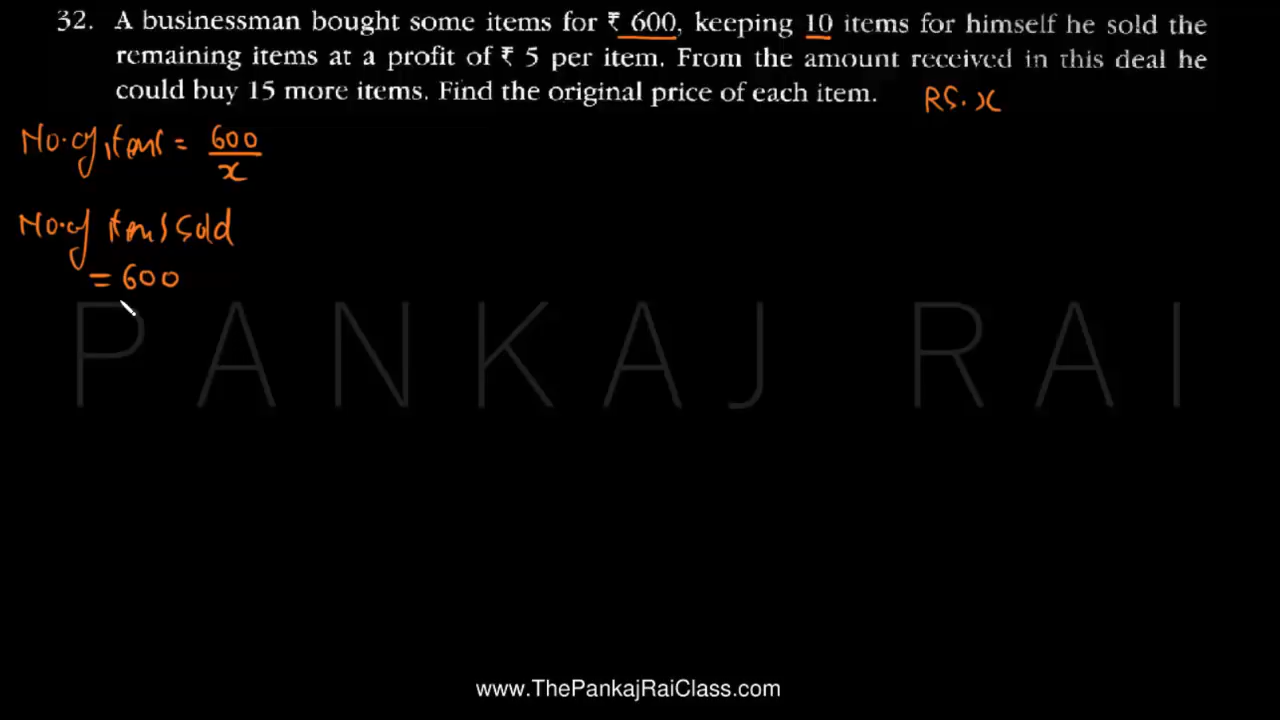 32. A businessman bought some items for ₹ 600, keeping 10 items for himself he sold the
remaining items at a profit of ₹ 5 per item. From the amount received in this deal he
could buy 15 more items. Find the original price of each item. RS. x
No. of items = 600
x
No. of items sold
= 600
PANKAJ RAI
www.ThePankajRaiClass.com